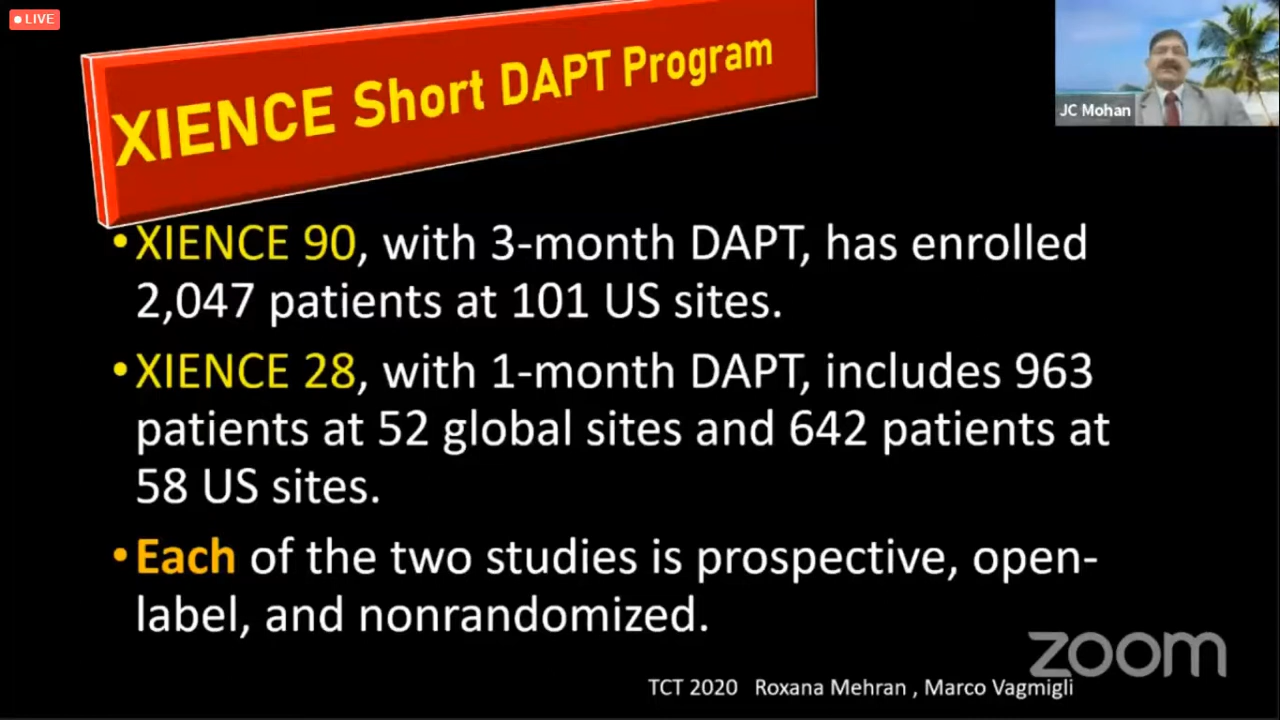 LIVE
XIENCE Short DAPT Program
JC Mohan
•XIENCE 90, with 3-month DAPT, has enrolled
2,047 patients at 101 US sites.
•XIENCE 28, with 1-month DAPT, includes 963
patients at 52 global sites and 642 patients at
58 US sites.
•Each of the two studies is prospective, open-
label, and nonrandomized.
zoom
TCT 2020 Roxana Mehran , Marco Vagmigli